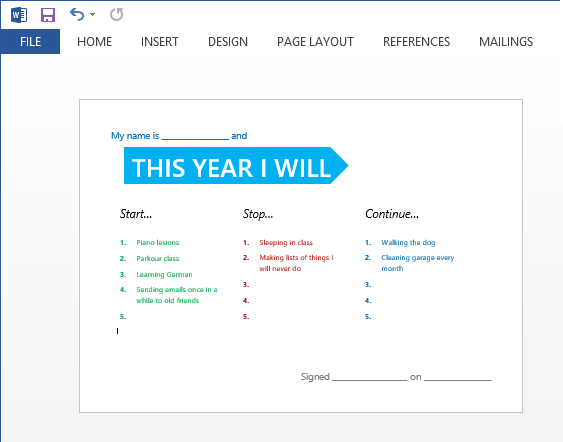 FILE HOME INSERT DESIGN PAGE LAYOUT REFERENCES MAILINGS
My name is _______________ and
THIS YEAR I WILL
Start... Stop... Continue...
1. Piano lesions 1. Sleeping in class 1. Walking the dog
2. Parkour class 2. Making lists of things I 2. Cleaning garage every
will never do month
3. Learning German 3. 3.
4. Sending emails once in a 4. 4.
while to old friends
5. 5. 5.
Signed _________________ on _______________